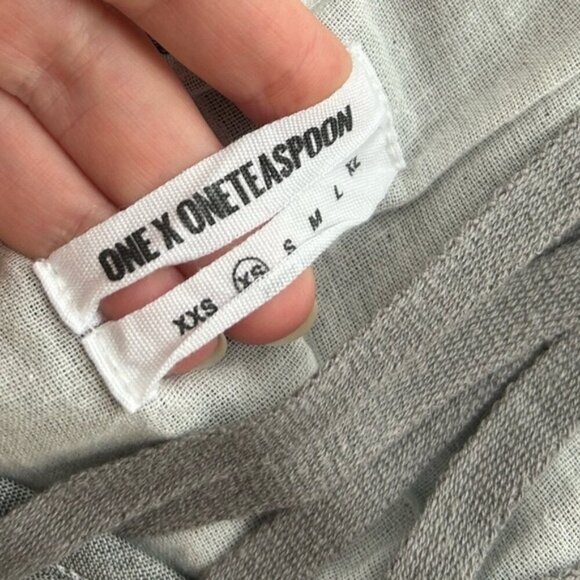 ONE X ONETEASPOON
XXS XS S M L XL